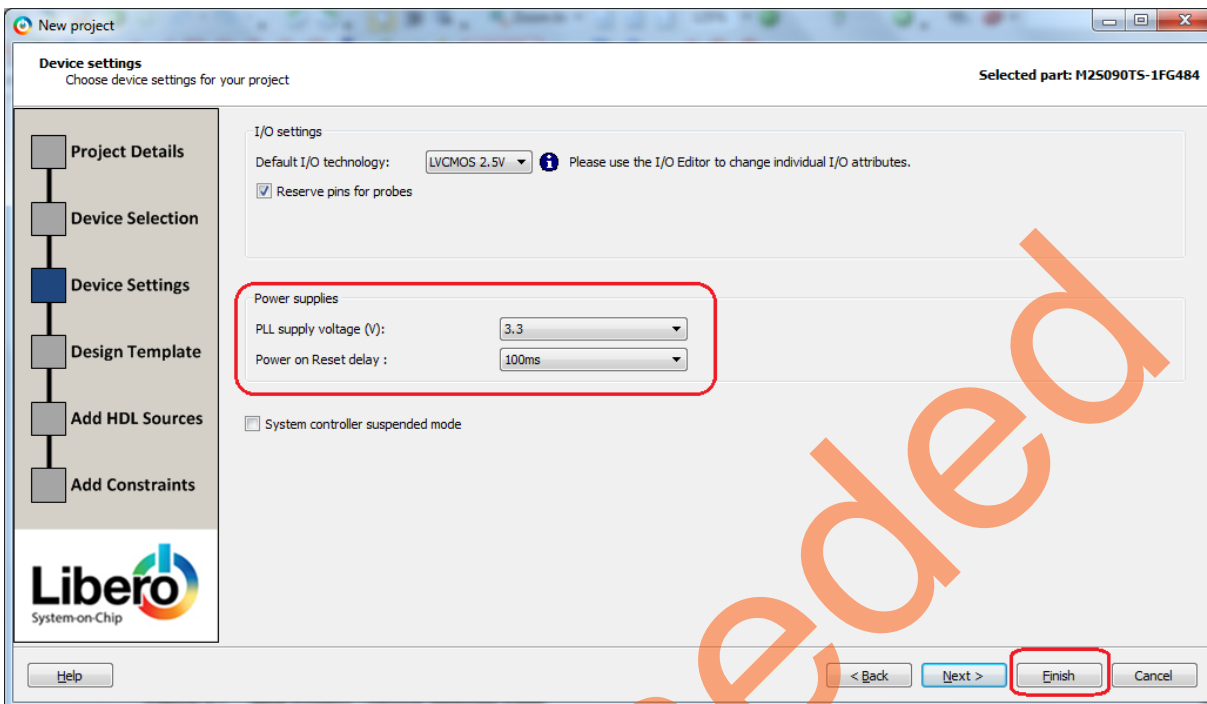 New project
Device settings
Choose device settings for your project
Selected part: M2S090TS-1FG484
Project Details
Device Selection
Device Settings
Design Template
Add HDL Sources
Add Constraints
Libero
System-on-Chip
I/O settings
Default I/O technology: LVCMOS 2.5V Please use the I/O Editor to change individual I/O attributes.
Reserve pins for probes
Power supplies
PLL supply voltage (V): 3.3
Power on Reset delay : 100ms
System controller suspended mode
Help < Back Next > Finish Cancel
eded